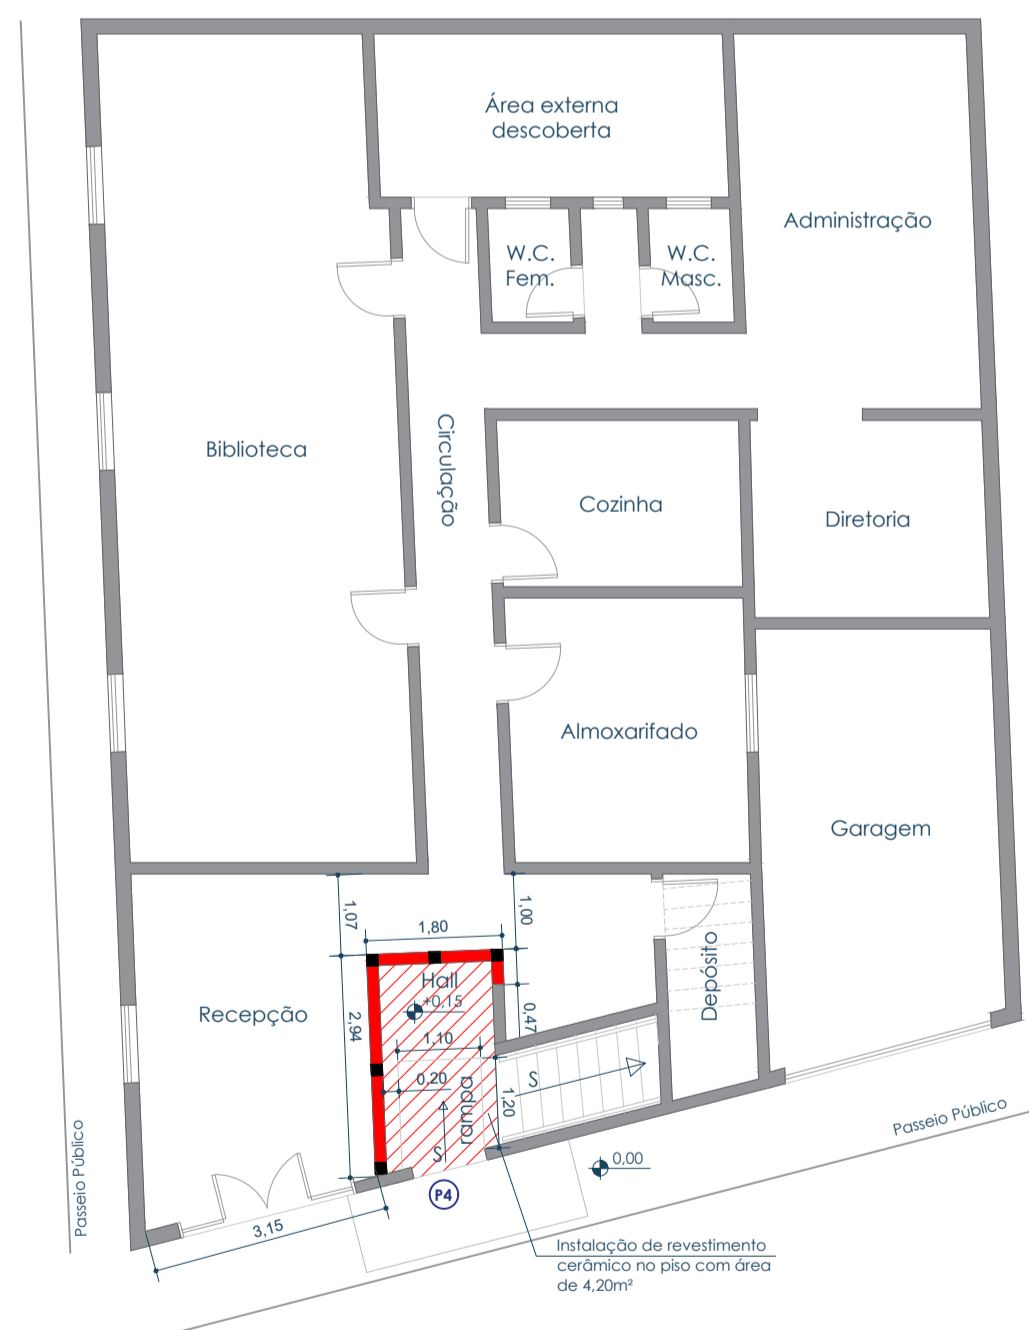 Área externa
descoberta
Administração
W.C.
Fem.
W.C.
Masc.
Circulação
Biblioteca
Cozinha
Diretoria
Almoxarifado
Garagem
1,07
1,00
1,80
Hall
+0,15
Depósito
Recepção
2,94
0,47
1,10
0,20
rampa
1,20
S
S
0,00
P4
3,15
Passeio Público
Passeio Público
Instalação de revestimento
cerâmico no piso com área
de 4,20m²